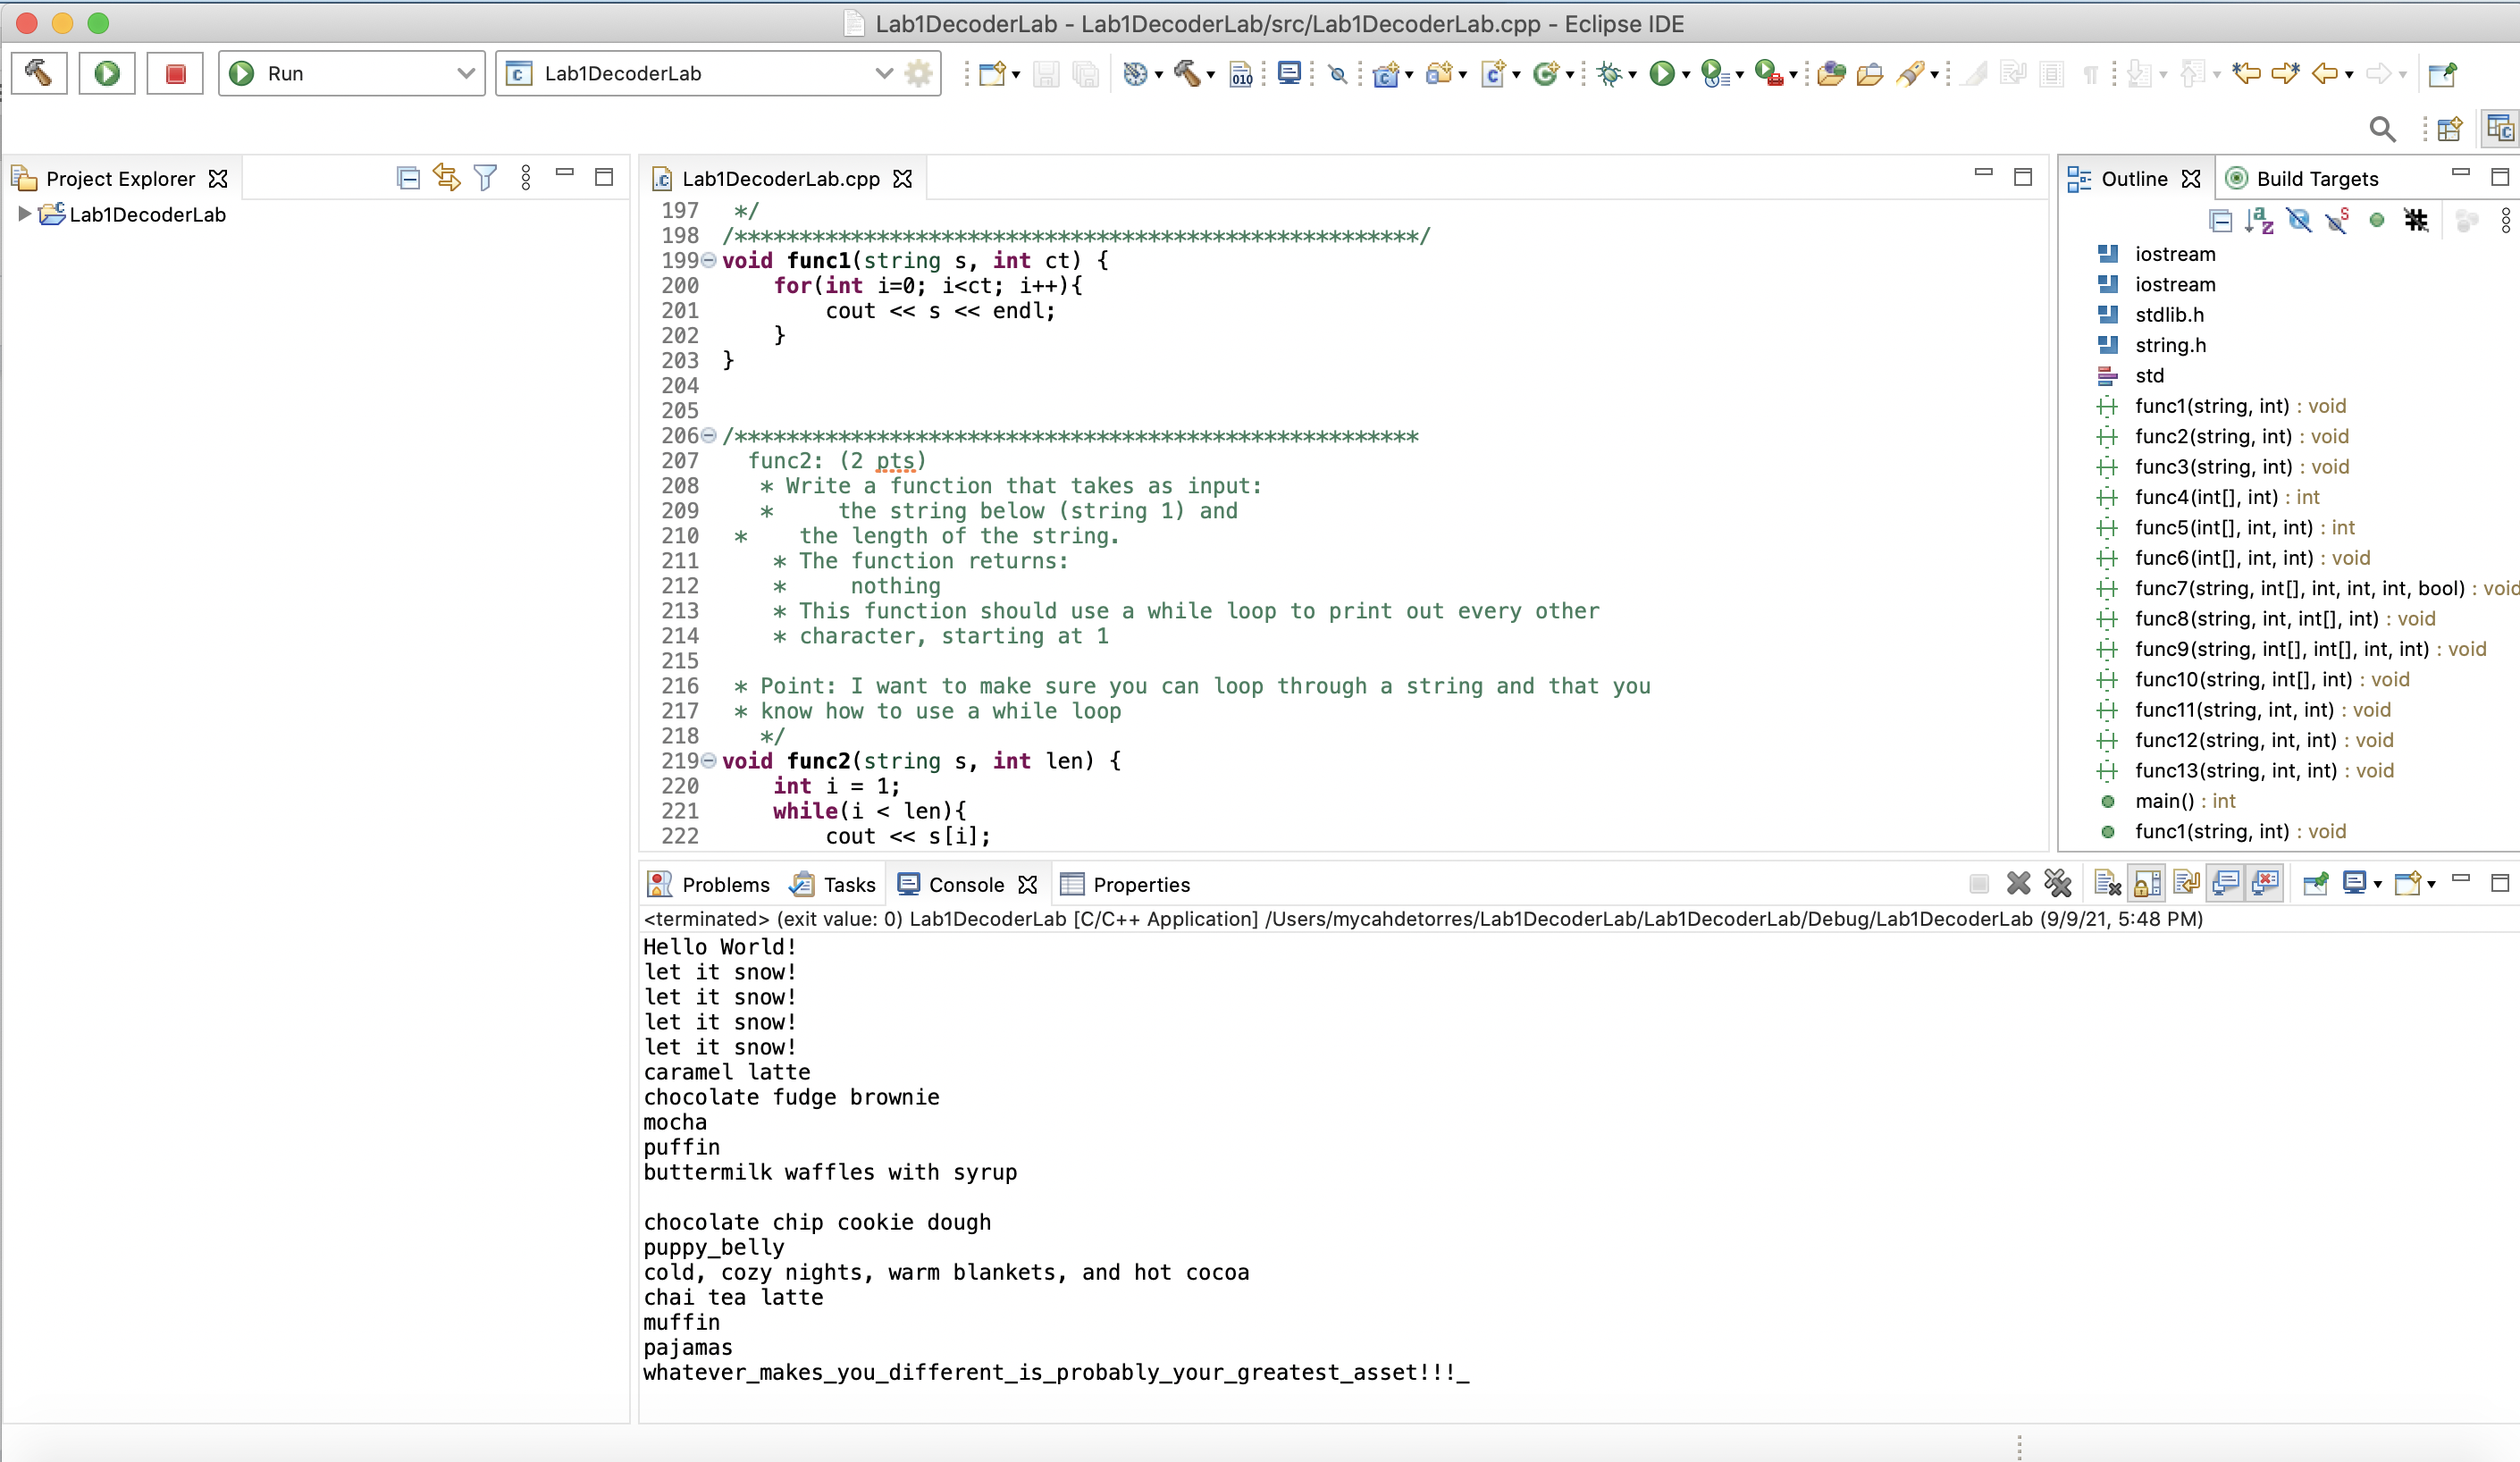 Lab1DecoderLab - Lab1DecoderLab/src/Lab1DecoderLab.cpp - Eclipse IDE
Run
Lab1DecoderLab
Project Explorer
Lab1DecoderLab
Lab1DecoderLab.cpp
197 */
198 /*****************************************************/
199 void func1(string s, int ct) {
200 for(int i=0; i<ct; i++){
201 cout << s << endl;
202 }
203 }
204
205
206 /*****************************************************
207 func2: (2 pts)
208 * Write a function that takes as input:
209 * the string below (string 1) and
210 * the length of the string.
211 * The function returns:
212 * nothing
213 * This function should use a while loop to print out every other
214 * character, starting at 1
215
216 * Point: I want to make sure you can loop through a string and that you
217 * know how to use a while loop
218 */
219 void func2(string s, int len) {
220 int i = 1;
221 while(i < len){
222 cout << s[i];
Outline
Build Targets
iostream
iostream
stdlib.h
string.h
std
func1(string, int) : void
func2(string, int) : void
func3(string, int) : void
func4(int[], int) : int
func5(int[], int, int) : int
func6(int[], int, int) : void
func7(string, int[], int, int, int, bool) : void
func8(string, int, int[], int) : void
func9(string, int[], int[], int, int) : void
func10(string, int[], int) : void
func11(string, int, int) : void
func12(string, int, int) : void
func13(string, int, int) : void
main() : int
func1(string, int) : void
Problems
Tasks
Console
Properties
<terminated> (exit value: 0) Lab1DecoderLab [C/C++ Application] /Users/mycahdetorres/Lab1DecoderLab/Lab1DecoderLab/Debug/Lab1DecoderLab (9/9/21, 5:48 PM)
Hello World!
let it snow!
let it snow!
let it snow!
let it snow!
caramel latte
chocolate fudge brownie
mocha
puffin
buttermilk waffles with syrup
chocolate chip cookie dough
puppy_belly
cold, cozy nights, warm blankets, and hot cocoa
chai tea latte
muffin
pajamas
whatever_makes_you_different_is_probably_your_greatest_asset!!!_